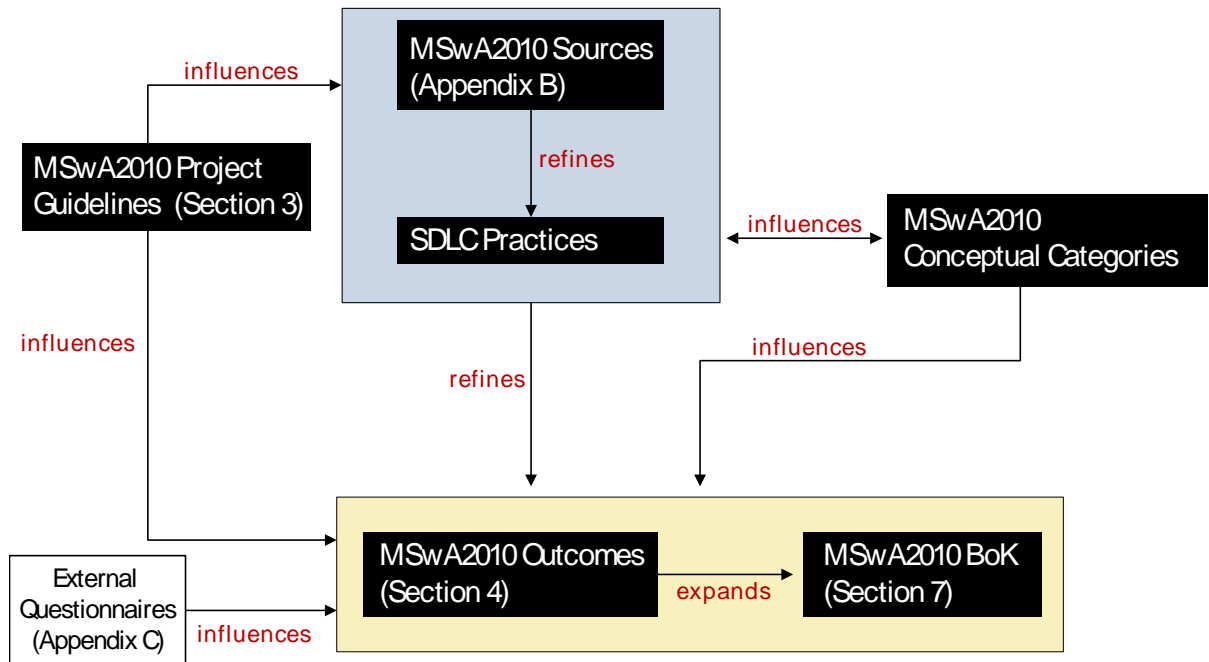 MSwA2010 Sources
(Appendix B)
influences
refines
MSwA2010 Project
Guidelines (Section 3)
SDLC Practices
influences
MSwA2010
Conceptual Categories
influences
influences
refines
MSwA2010 Outcomes
(Section 4)
expands
MSwA2010 BoK
(Section 7)
External
Questionnaires
(Appendix C)
influences